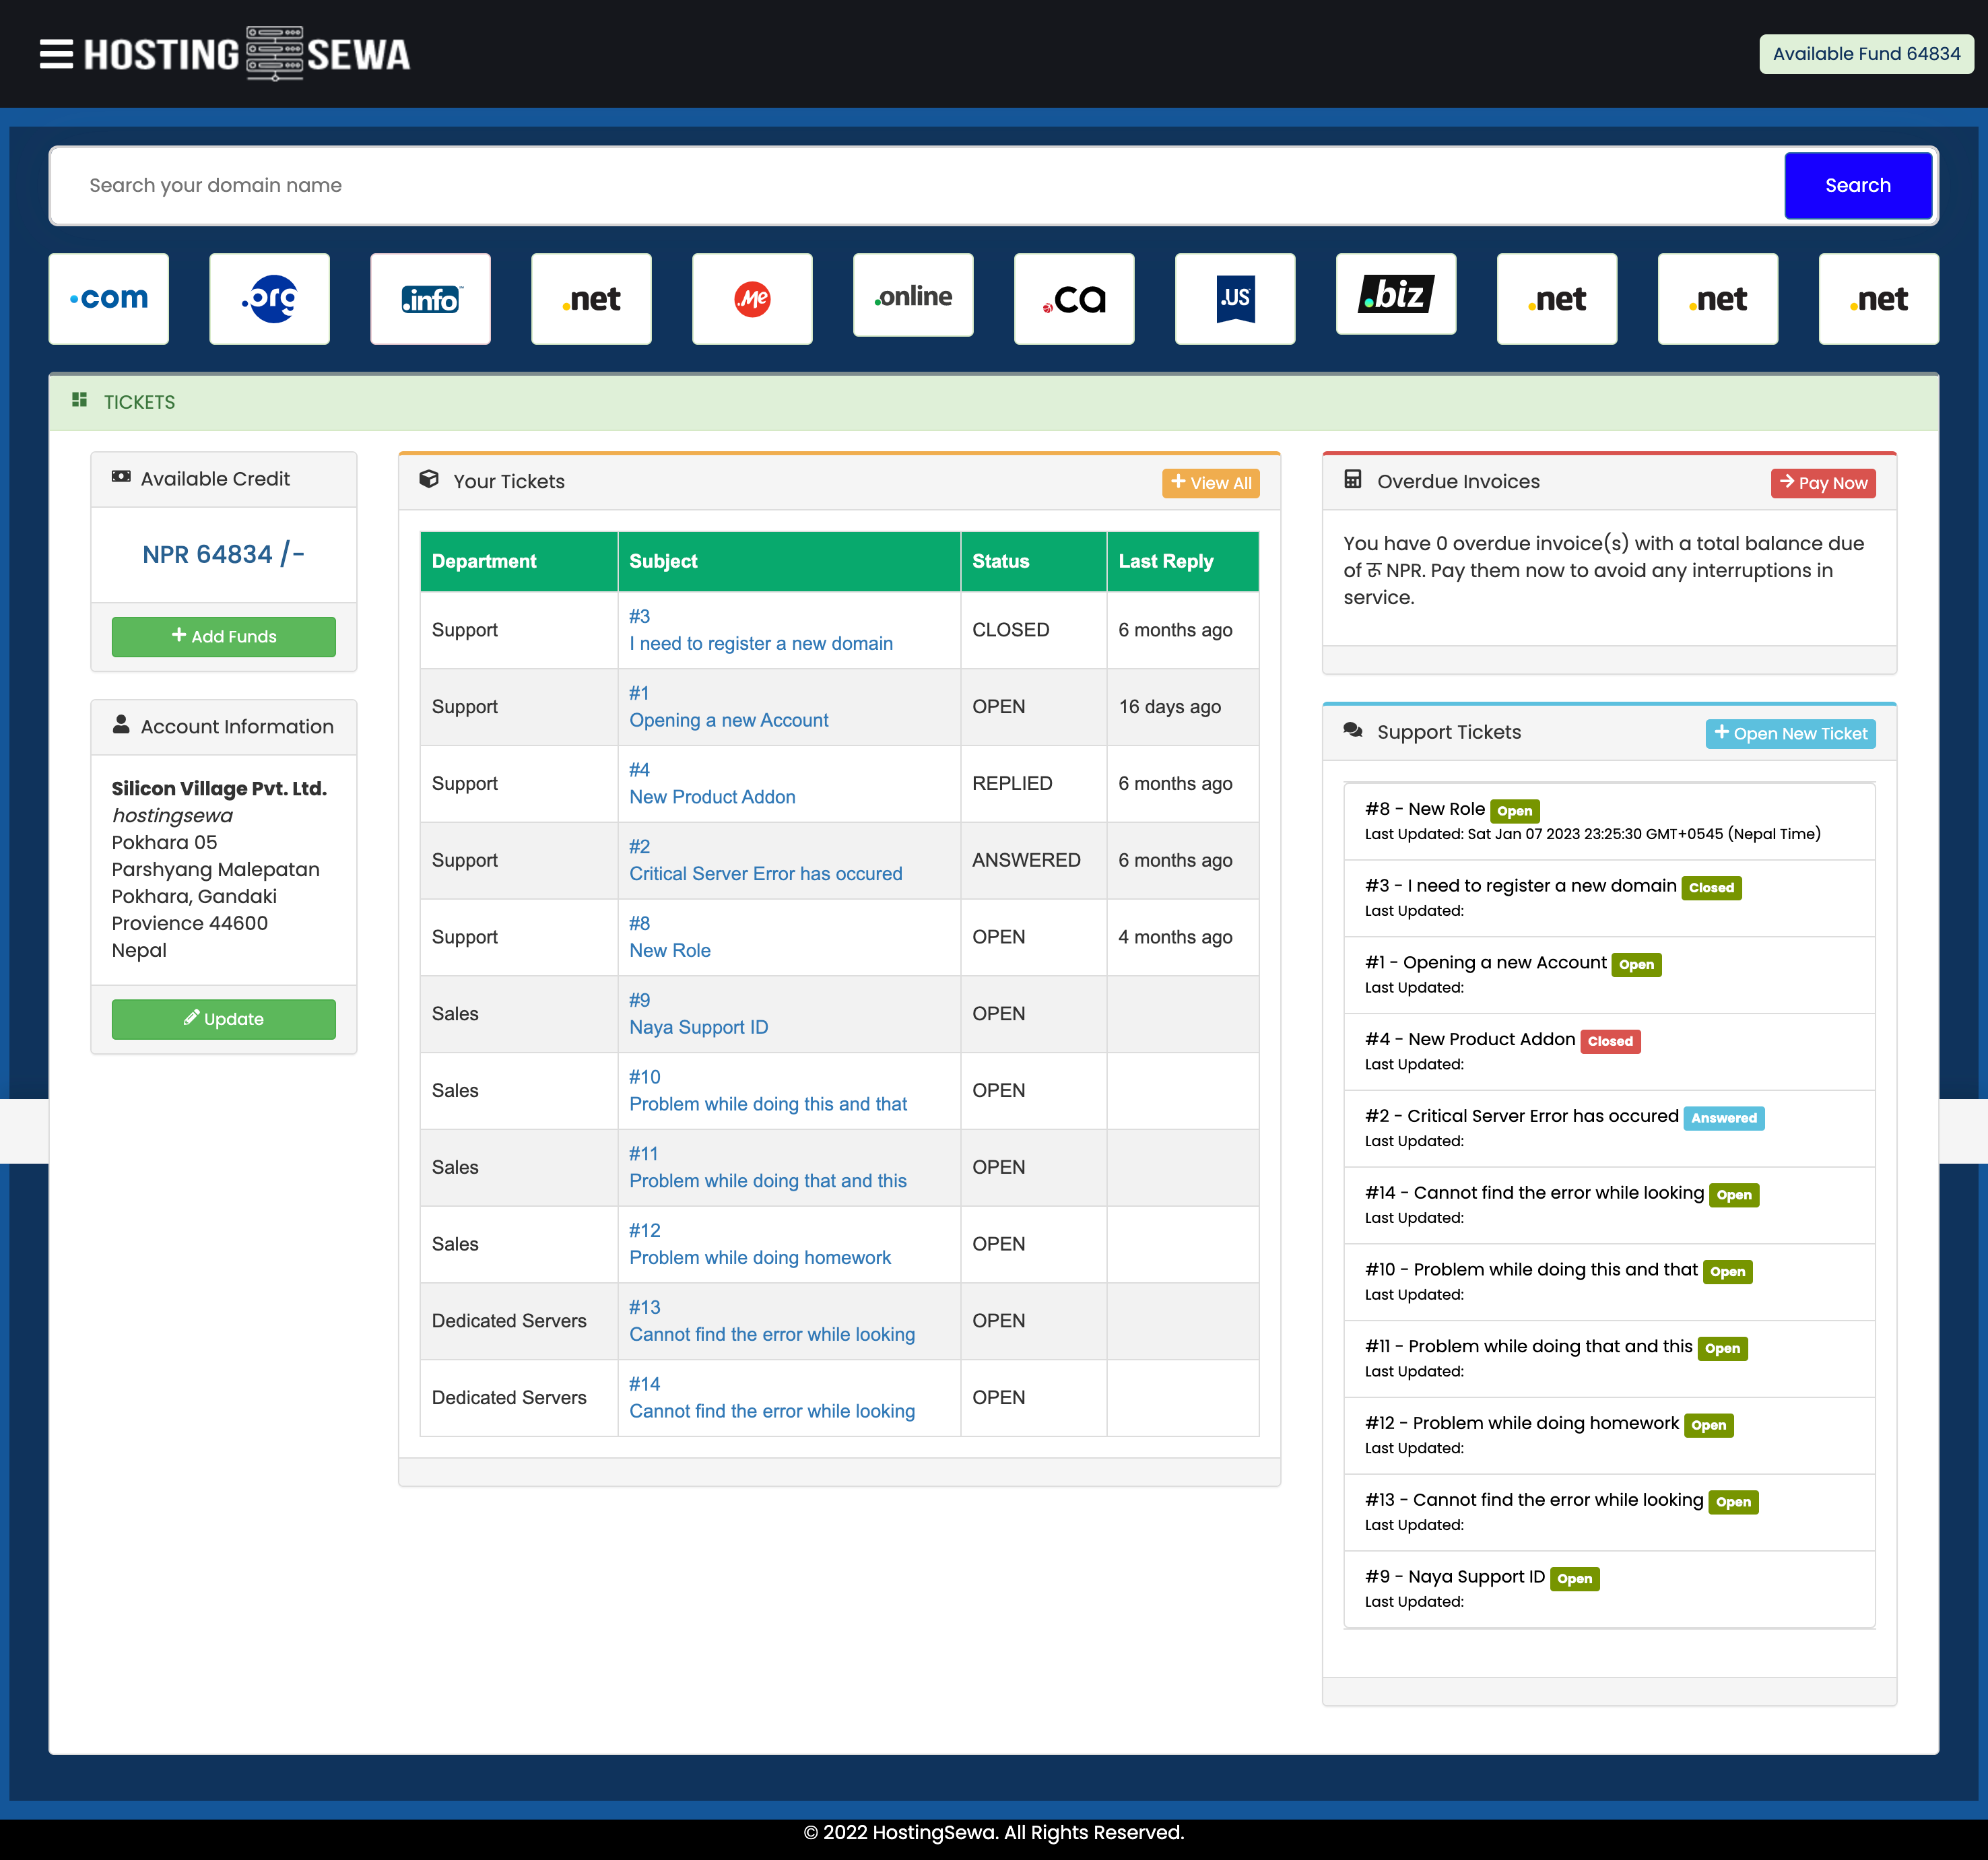 HOSTING SEWA
Available Fund 64834
Search your domain name
Search
.com
.org
.info
.net
.Me
.online
.ca
.US
.biz
.net
.net
.net
TICKETS
Available Credit
NPR 64834 /-
+ Add Funds
Account Information
Silicon Village Pvt. Ltd.
hostingsewa
Pokhara 05
Parshyang Malepatan
Pokhara, Gandaki
Provience 44600
Nepal
Update
Your Tickets
+ View All
Department Subject Status Last Reply
#3
Support I need to register a new domain CLOSED 6 months ago
#1
Support Opening a new Account OPEN 16 days ago
#4
Support New Product Addon REPLIED 6 months ago
#2
Support Critical Server Error has occured ANSWERED 6 months ago
#8
Support New Role OPEN 4 months ago
#9
Sales Naya Support ID OPEN
#10
Sales Problem while doing this and that OPEN
#11
Sales Problem while doing that and this OPEN
#12
Sales Problem while doing homework OPEN
#13
Dedicated Servers Cannot find the error while looking OPEN
#14
Dedicated Servers Cannot find the error while looking OPEN
Overdue Invoices
Pay Now
You have 0 overdue invoice(s) with a total balance due
of रू NPR. Pay them now to avoid any interruptions in
service.
Support Tickets
+ Open New Ticket
#8 - New Role Open
Last Updated: Sat Jan 07 2023 23:25:30 GMT+0545 (Nepal Time)
#3 - I need to register a new domain Closed
Last Updated:
#1 - Opening a new Account Open
Last Updated:
#4 - New Product Addon Closed
Last Updated:
#2 - Critical Server Error has occured Answered
Last Updated:
#14 - Cannot find the error while looking Open
Last Updated:
#10 - Problem while doing this and that Open
Last Updated:
#11 - Problem while doing that and this Open
Last Updated:
#12 - Problem while doing homework Open
Last Updated:
#13 - Cannot find the error while looking Open
Last Updated:
#9 - Naya Support ID Open
Last Updated:
© 2022 HostingSewa. All Rights Reserved.